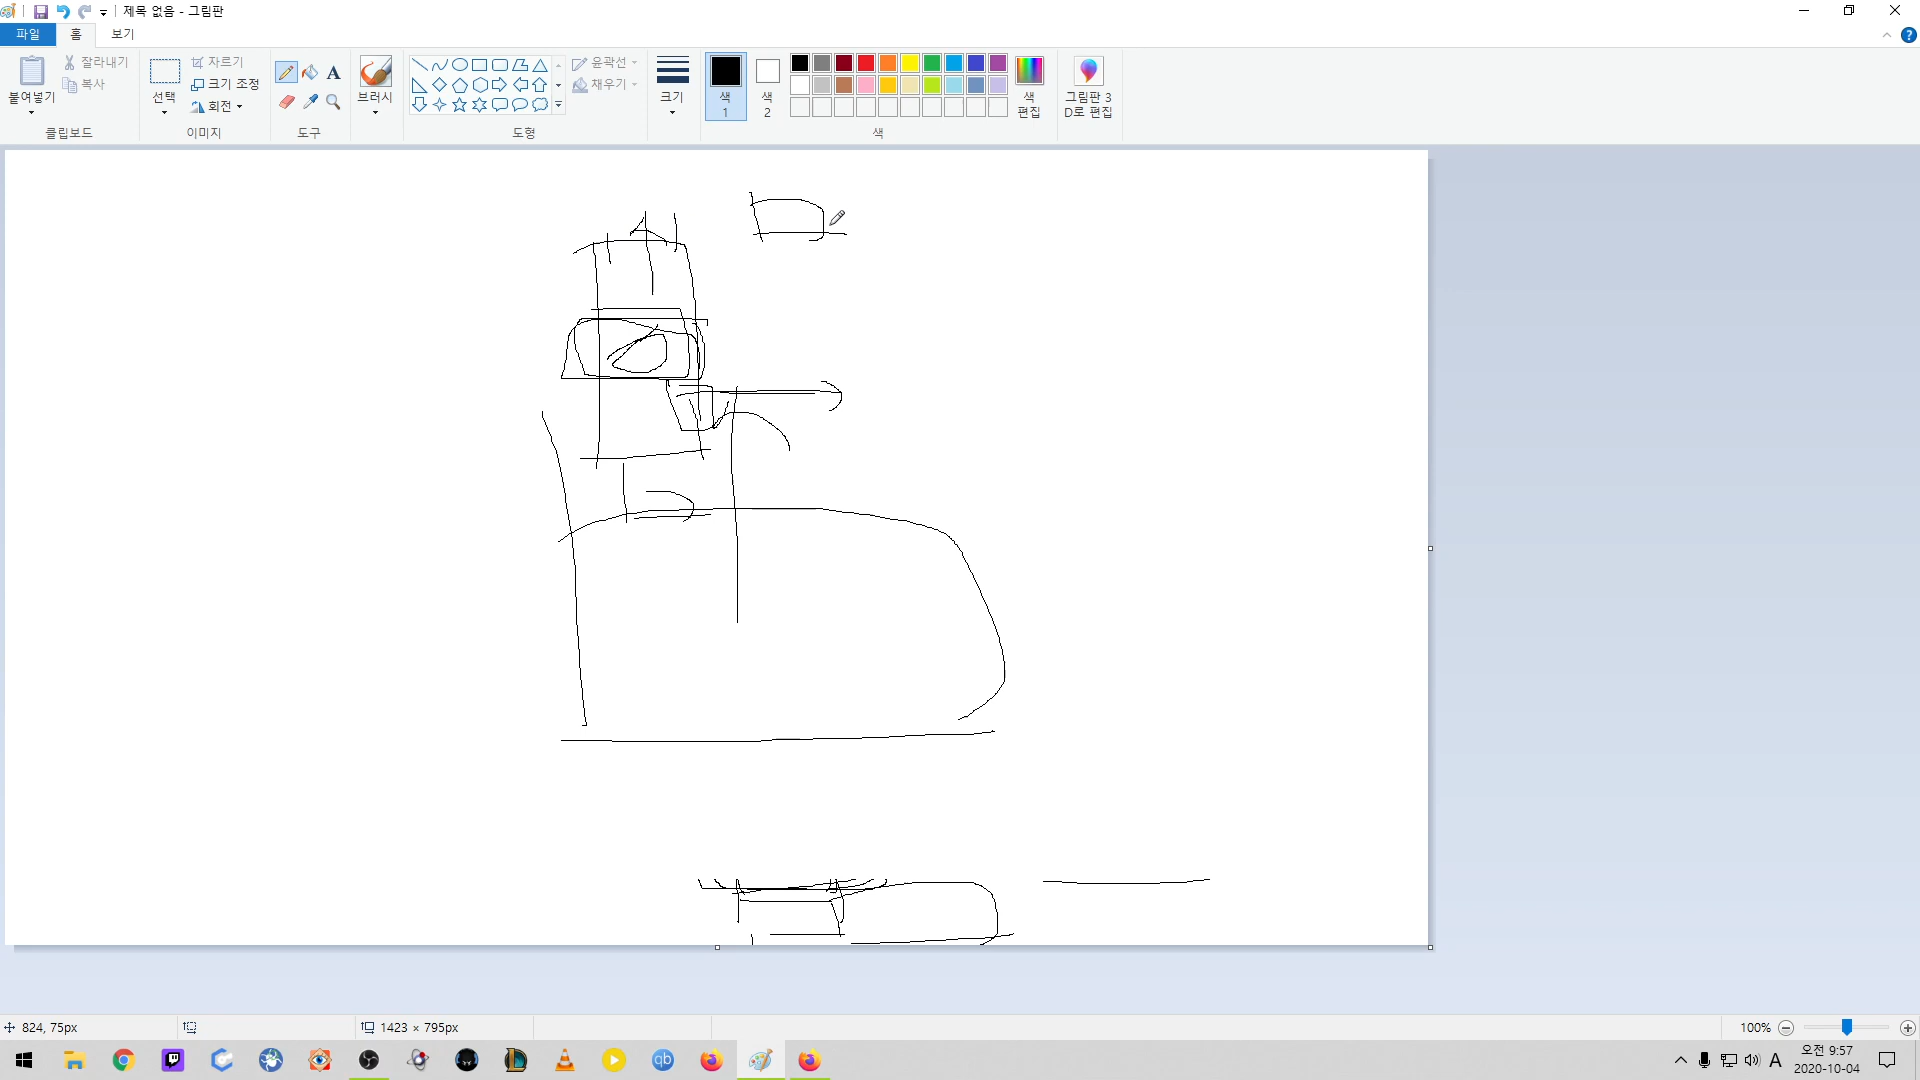 제목 없음 - 그림판
파일 홈 보기
붙여넣기
잘라내기
복사
클립보드
선택
자르기
크기 조정
회전
이미지
A
도구
브러시
도형
윤곽선
채우기
크기
색
1
색
2
색
색
편집
그림판 3
D로 편집
824, 75px
1423 × 795px
100%
qb
A
오전 9:57
2020-10-04